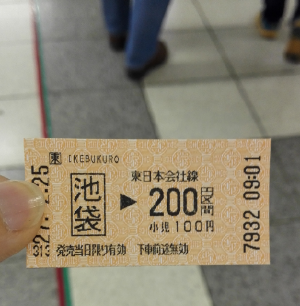 東 IKEBUKURO
池袋
▶
東日本会社線
200円区間
小児 100円
発売当日限り有効 下車前途無効
7932 09:01